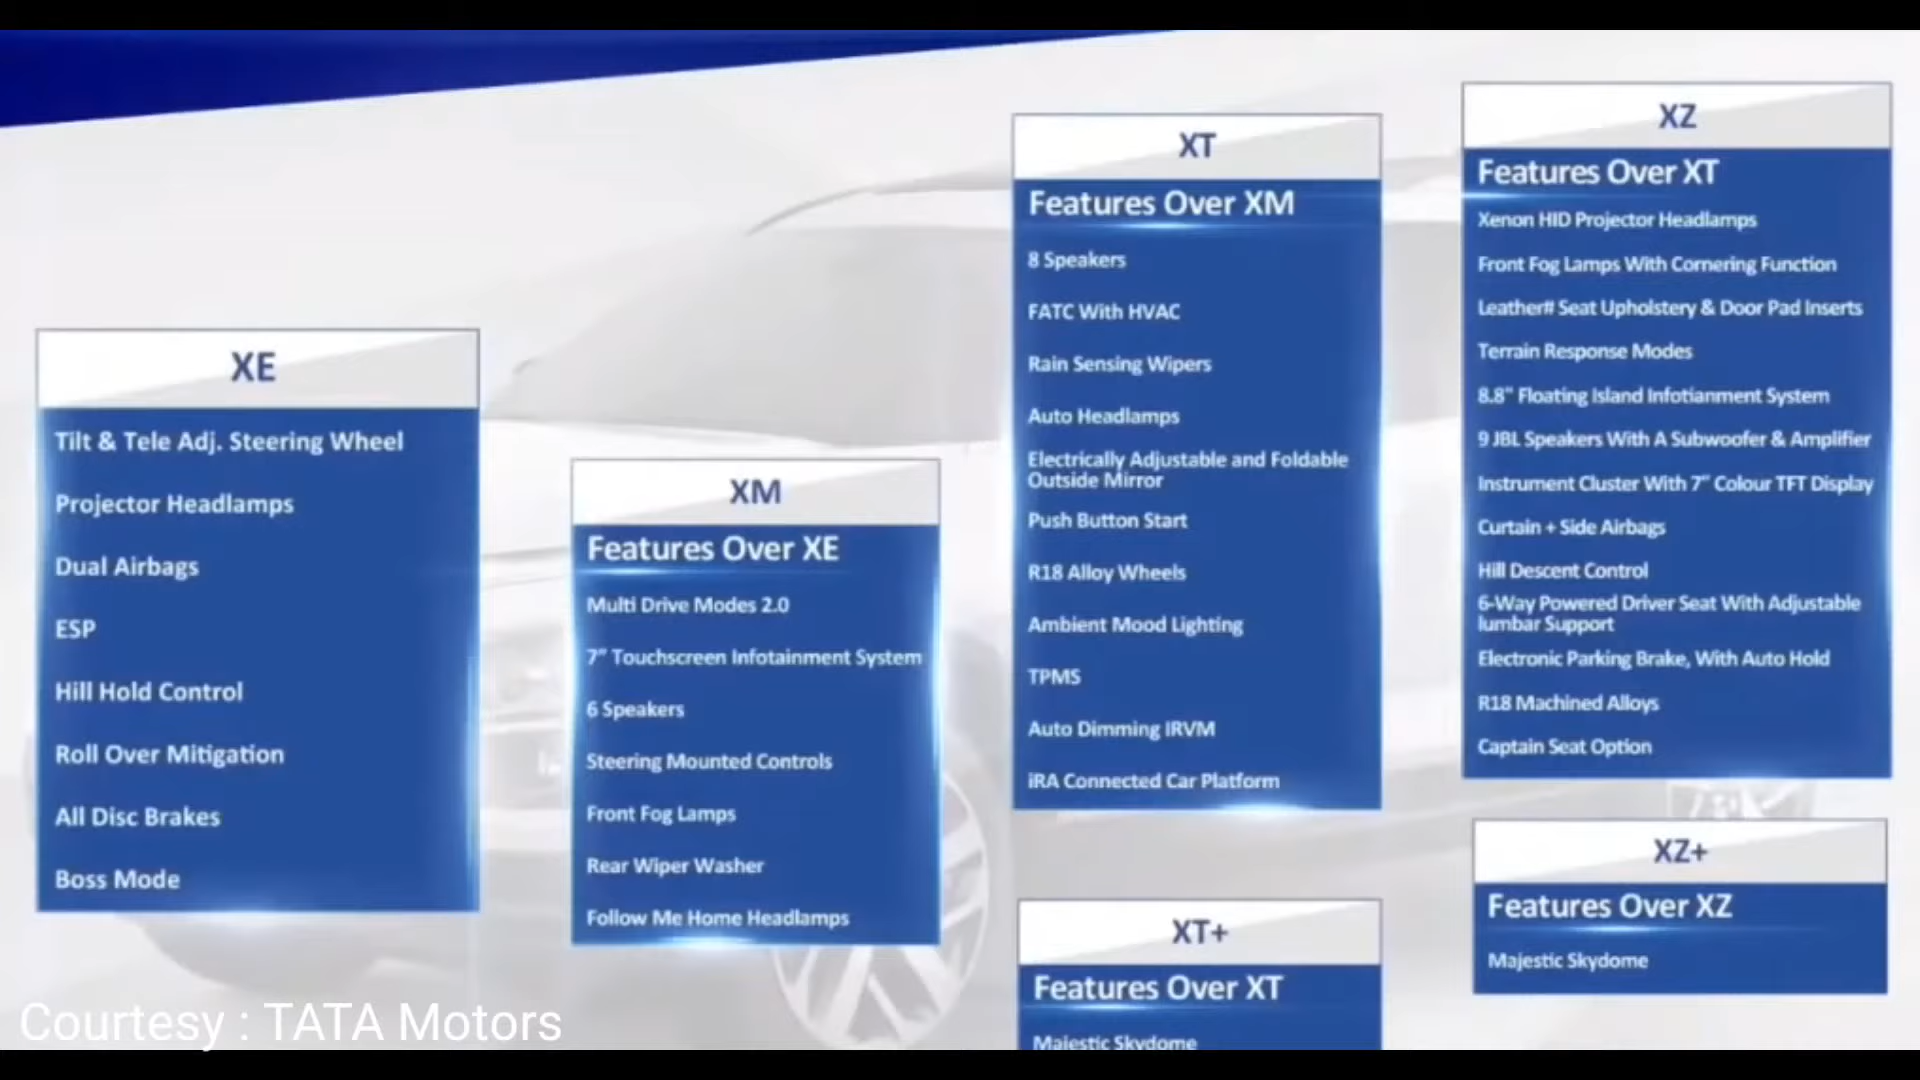 XE
Tilt & Tele Adj. Steering Wheel
Projector Headlamps
Dual Airbags
ESP
Hill Hold Control
Roll Over Mitigation
All Disc Brakes
Boss Mode
XM
Features Over XE
Multi Drive Modes 2.0
7" Touchscreen Infotainment System
6 Speakers
Steering Mounted Controls
Front Fog Lamps
Rear Wiper Washer
Follow Me Home Headlamps
XT
Features Over XM
8 Speakers
FATC With HVAC
Rain Sensing Wipers
Auto Headlamps
Electrically Adjustable and Foldable
Outside Mirror
Push Button Start
R18 Alloy Wheels
Ambient Mood Lighting
TPMS
Auto Dimming IRVM
iRA Connected Car Platform
XT+
Features Over XT
Majestic Skydome
XZ
Features Over XT
Xenon HID Projector Headlamps
Front Fog Lamps With Cornering Function
Leather# Seat Upholstery & Door Pad Inserts
Terrain Response Modes
8.8" Floating Island Infotianment System
9 JBL Speakers With A Subwoofer & Amplifier
Instrument Cluster With 7" Colour TFT Display
Curtain + Side Airbags
Hill Descent Control
6-Way Powered Driver Seat With Adjustable
lumbar Support
Electronic Parking Brake, With Auto Hold
R18 Machined Alloys
Captain Seat Option
XZ+
Features Over XZ
Majestic Skydome
Courtesy : TATA Motors